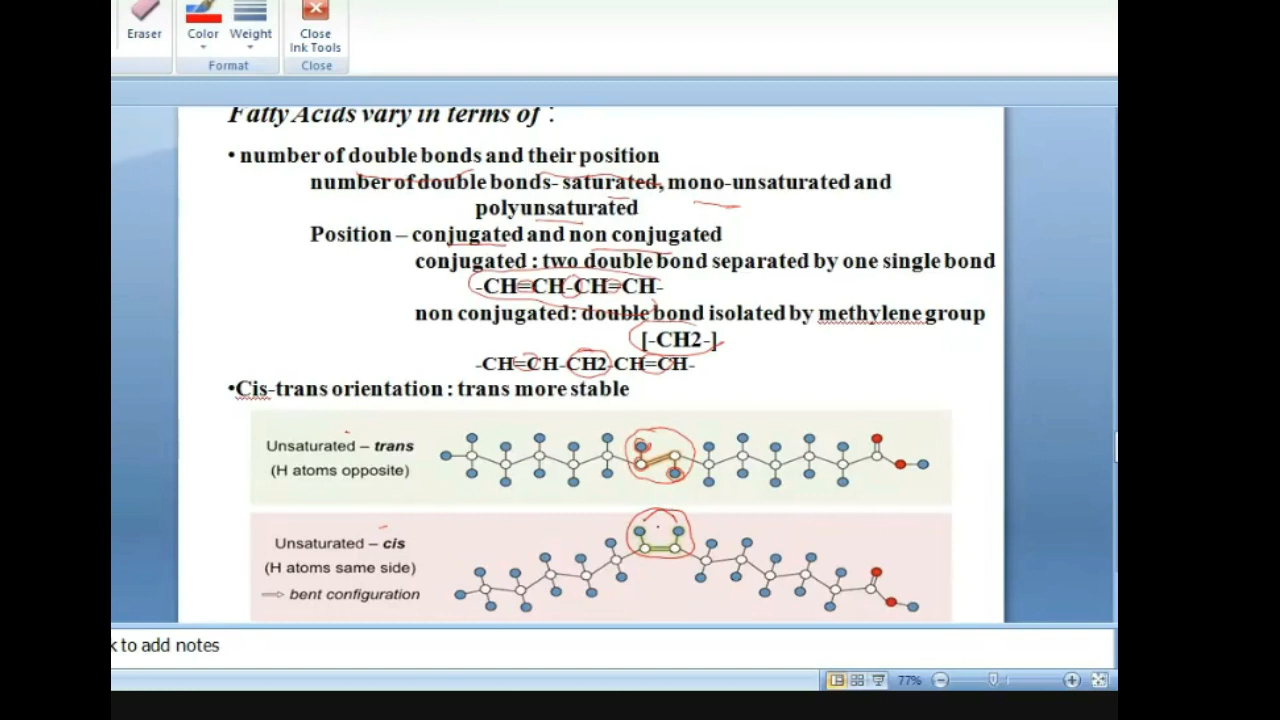 Eraser
Color
Weight
Close
Ink Tools
Format
Close
Fatty Acids vary in terms of :
• number of double bonds and their position
number of double bonds- saturated, mono-unsaturated and
polyunsaturated
Position – conjugated and non conjugated
conjugated : two double bond separated by one single bond
-CH=CH-CH=CH-
non conjugated: double bond isolated by methylene group
[-CH2-]
-CH=CH-CH2-CH=CH-
•Cis-trans orientation : trans more stable
Unsaturated – trans
(H atoms opposite)
Unsaturated – cis
(H atoms same side)
⇒ bent configuration
k to add notes
77%